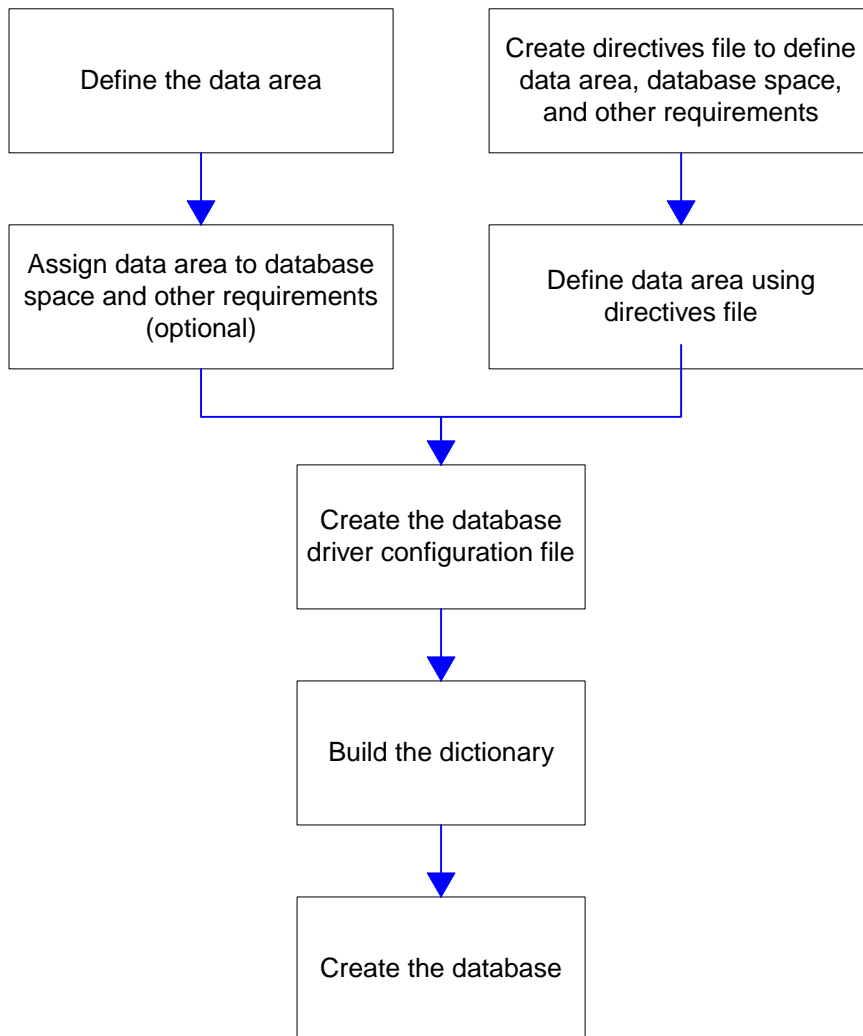 Define the data area
Create directives file to define
data area, database space,
and other requirements
Assign data area to database
space and other requirements
(optional)
Define data area using
directives file
Create the database
driver configuration file
Build the dictionary
Create the database